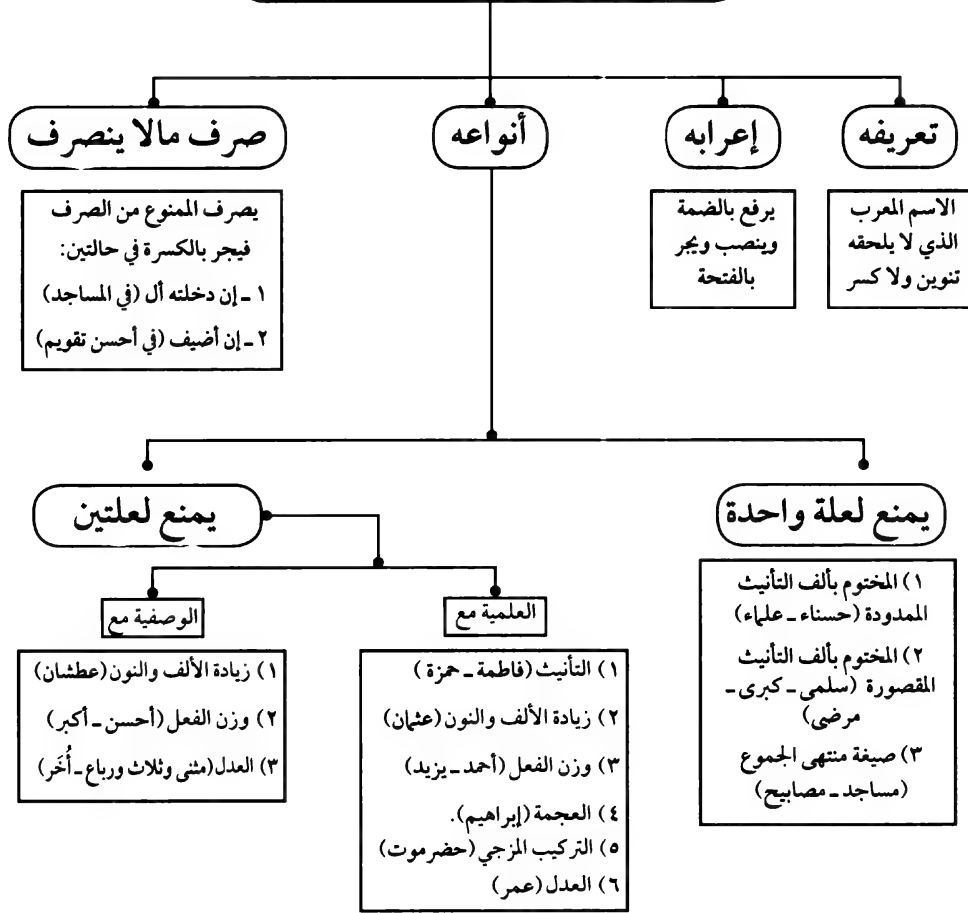 تعريفه
الاسم المعرب
الذي لا يلحقه
تنوين ولا كسر
إعرابه
يرفع بالضمة
وينصب ويجر
بالفتحة
أنواعه
صرف مالا ينصرف
يصرف الممنوع من الصرف
فيجر بالكسرة في حالتين:
١ ـ إن دخلته أل (في المساجد)
٢ ـ إن أضيف (في أحسن تقويم)
يمنع لعلة واحدة
١) المختوم بألف التأنيث
الممدودة (حسناء ـ علماء)
٢) المختوم بألف التأنيث
المقصورة (سلمى ـ كبرى ـ
مرضى)
٣) صيغة منتهى الجموع
(مساجد ـ مصابيح)
يمنع لعلتين
العلمية مع
١) التأنيث (فاطمة ـ حمزة )
٢) زيادة الألف والنون (عثمان)
٣) وزن الفعل (أحمد ـ يزيد)
٤) العجمة (إبراهيم).
٥) التركيب المزجي (حضرموت)
٦) العدل (عمر)
الوصفية مع
١) زيادة الألف والنون (عطشان)
٢) وزن الفعل (أحسن ـ أكبر)
٣) العدل (مثنى وثلاث ورباع ـ أُخَر)